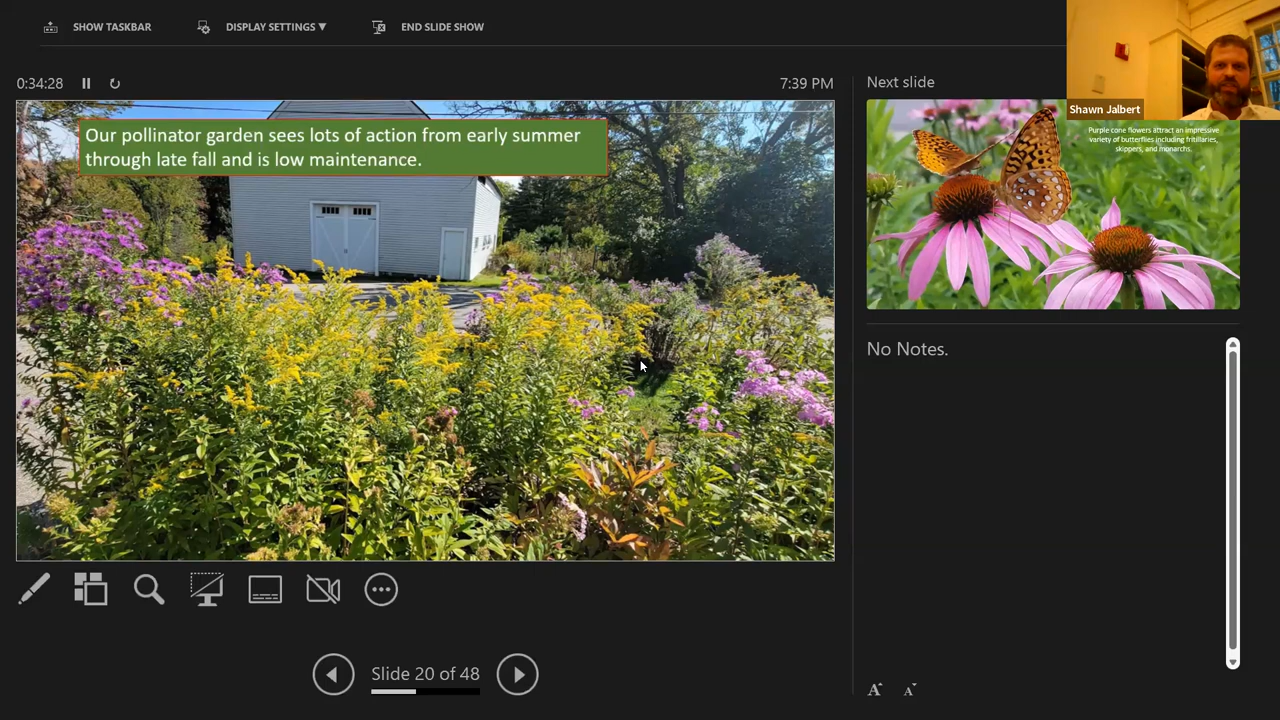 SHOW TASKBAR
DISPLAY SETTINGS ▼
END SLIDE SHOW
0:34:28
7:39 PM
Next slide
Shawn Jalbert
Our pollinator garden sees lots of action from early summer
through late fall and is low maintenance.
Purple cone flowers attract an impressive
variety of butterflies including fritillaries,
skippers, and monarchs.
No Notes.
Slide 20 of 48
A A